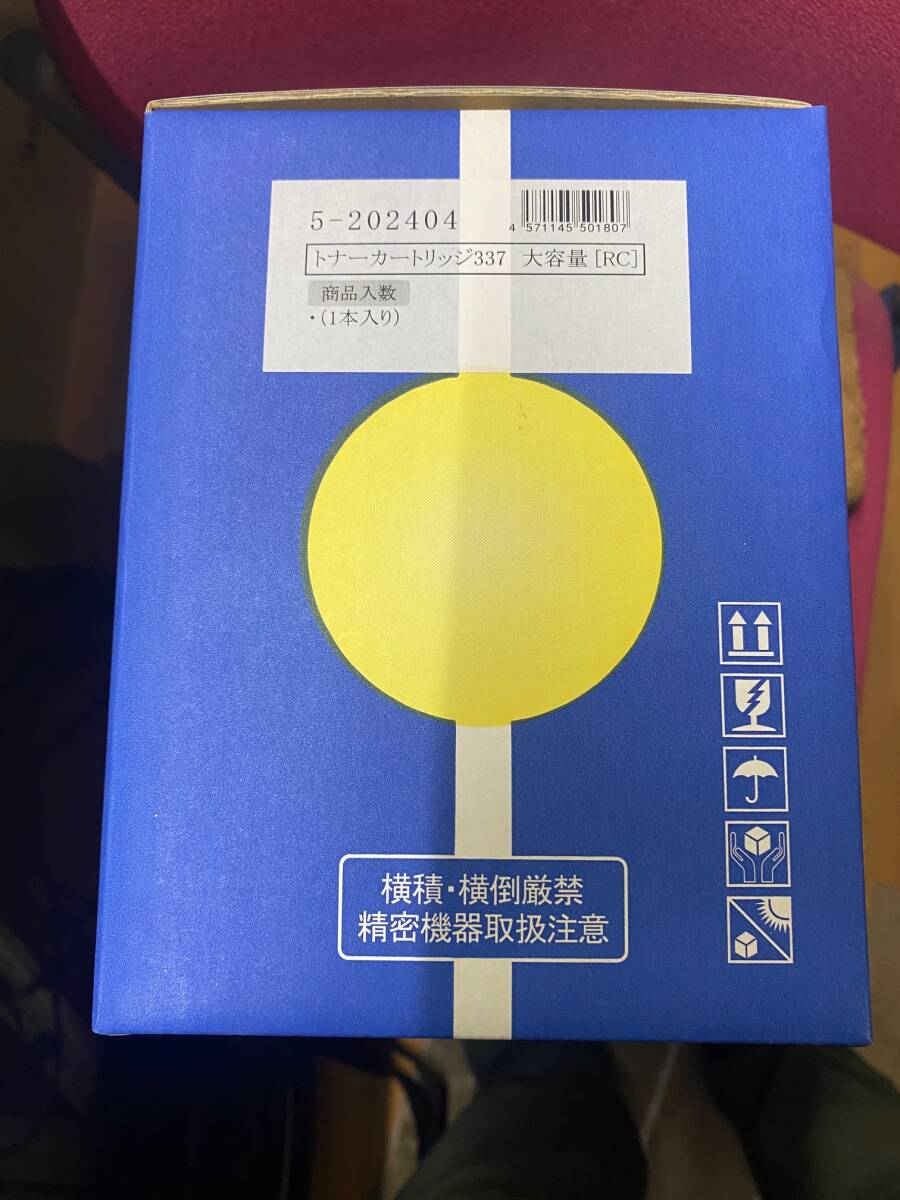 5-202404
4 571145 501807
トナーカートリッジ337 大容量[RC]
商品入数
・(1本入り)
横積・横倒厳禁
精密機器取扱注意